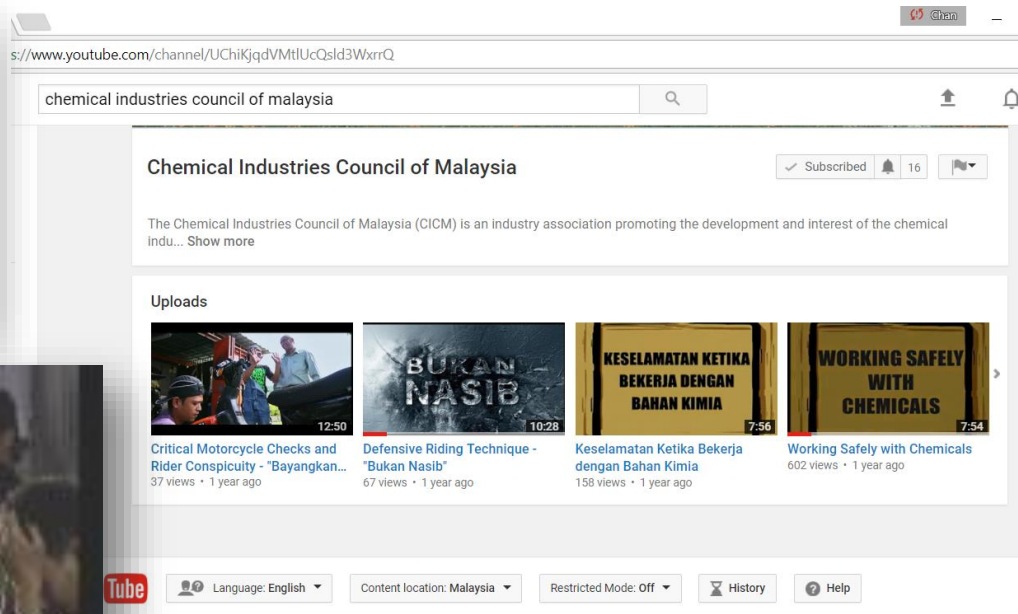 Chan
s://www.youtube.com/channel/UChiKjqdVMtlUcQsld3WxrrQ
chemical industries council of malaysia
Chemical Industries Council of Malaysia
Subscribed 16
The Chemical Industries Council of Malaysia (CICM) is an industry association promoting the development and interest of the chemical
indu... Show more
Uploads
12:50
BUKAN
NASIB
10:28
KESELAMATAN KETIKA
BEKERJA DENGAN
BAHAN KIMIA
7:56
WORKING SAFELY
WITH
CHEMICALS
7:54
Critical Motorcycle Checks and
Rider Conspicuity - "Bayangkan...
37 views • 1 year ago
Defensive Riding Technique -
"Bukan Nasib"
67 views • 1 year ago
Keselamatan Ketika Bekerja
dengan Bahan Kimia
158 views • 1 year ago
Working Safely with Chemicals
602 views • 1 year ago
Tube
Language: English
Content location: Malaysia
Restricted Mode: Off
History
Help